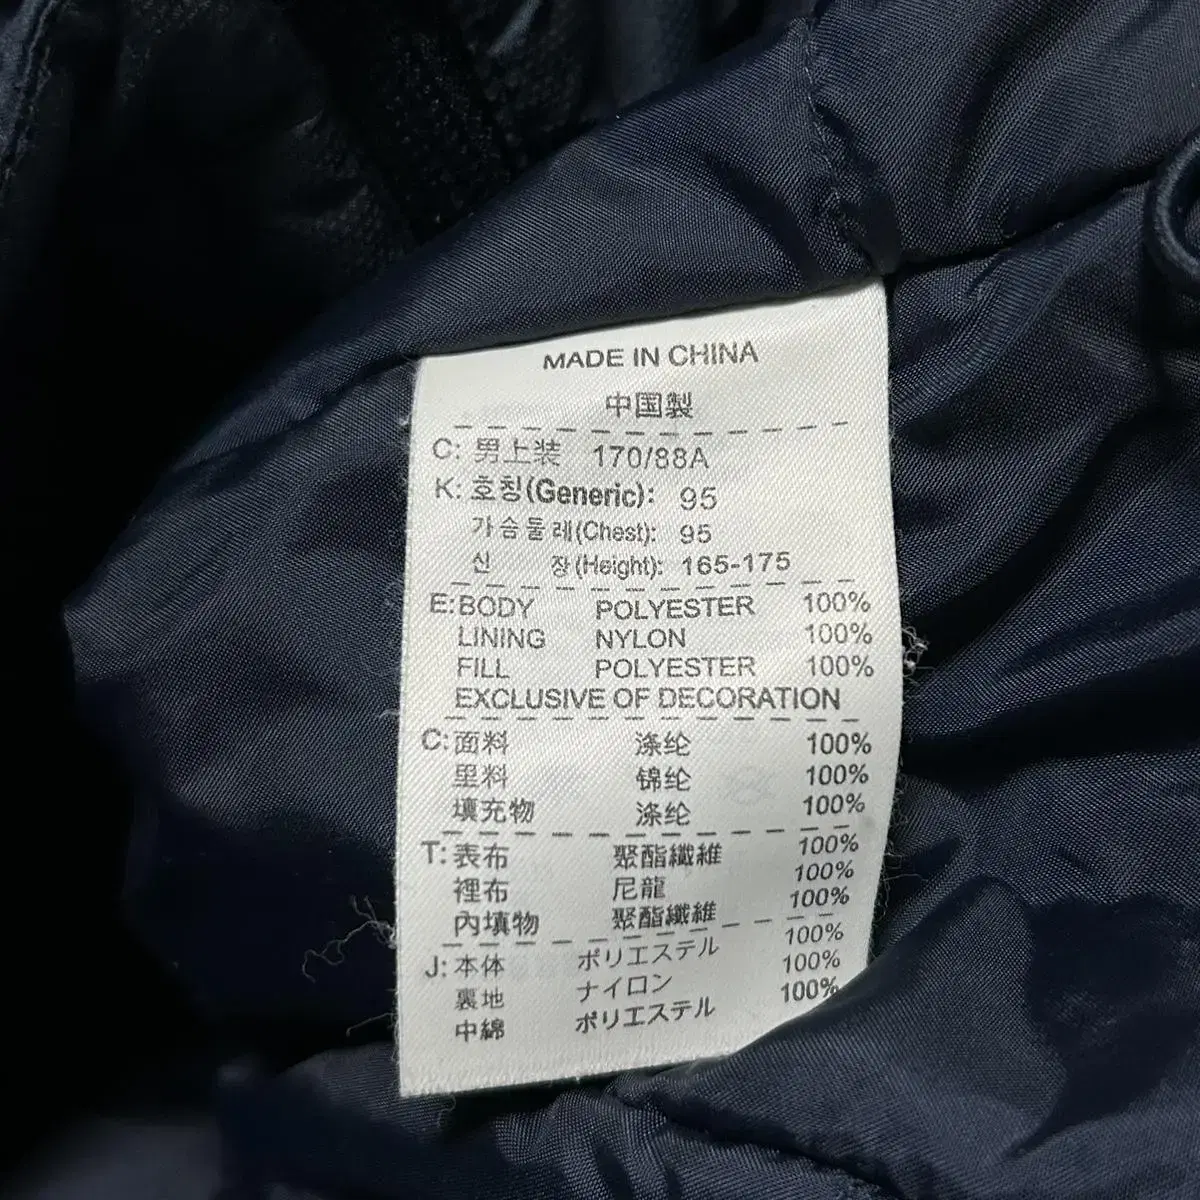 MADE IN CHINA
中国製
C: 男上装 170/88A
K: 호칭(Generic): 95
가슴둘레(Chest): 95
신 장(Height): 165-175
E: BODY POLYESTER 100%
LINING NYLON 100%
FILL POLYESTER 100%
EXCLUSIVE OF DECORATION
C: 面料 涤纶 100%
里料 锦纶 100%
填充物 涤纶 100%
T: 表布 聚酯纖維 100%
裡布 尼龍 100%
內填物 聚酯纖維 100%
J: 本体 ポリエステル 100%
裏地 ナイロン 100%
中綿 ポリエステル 100%